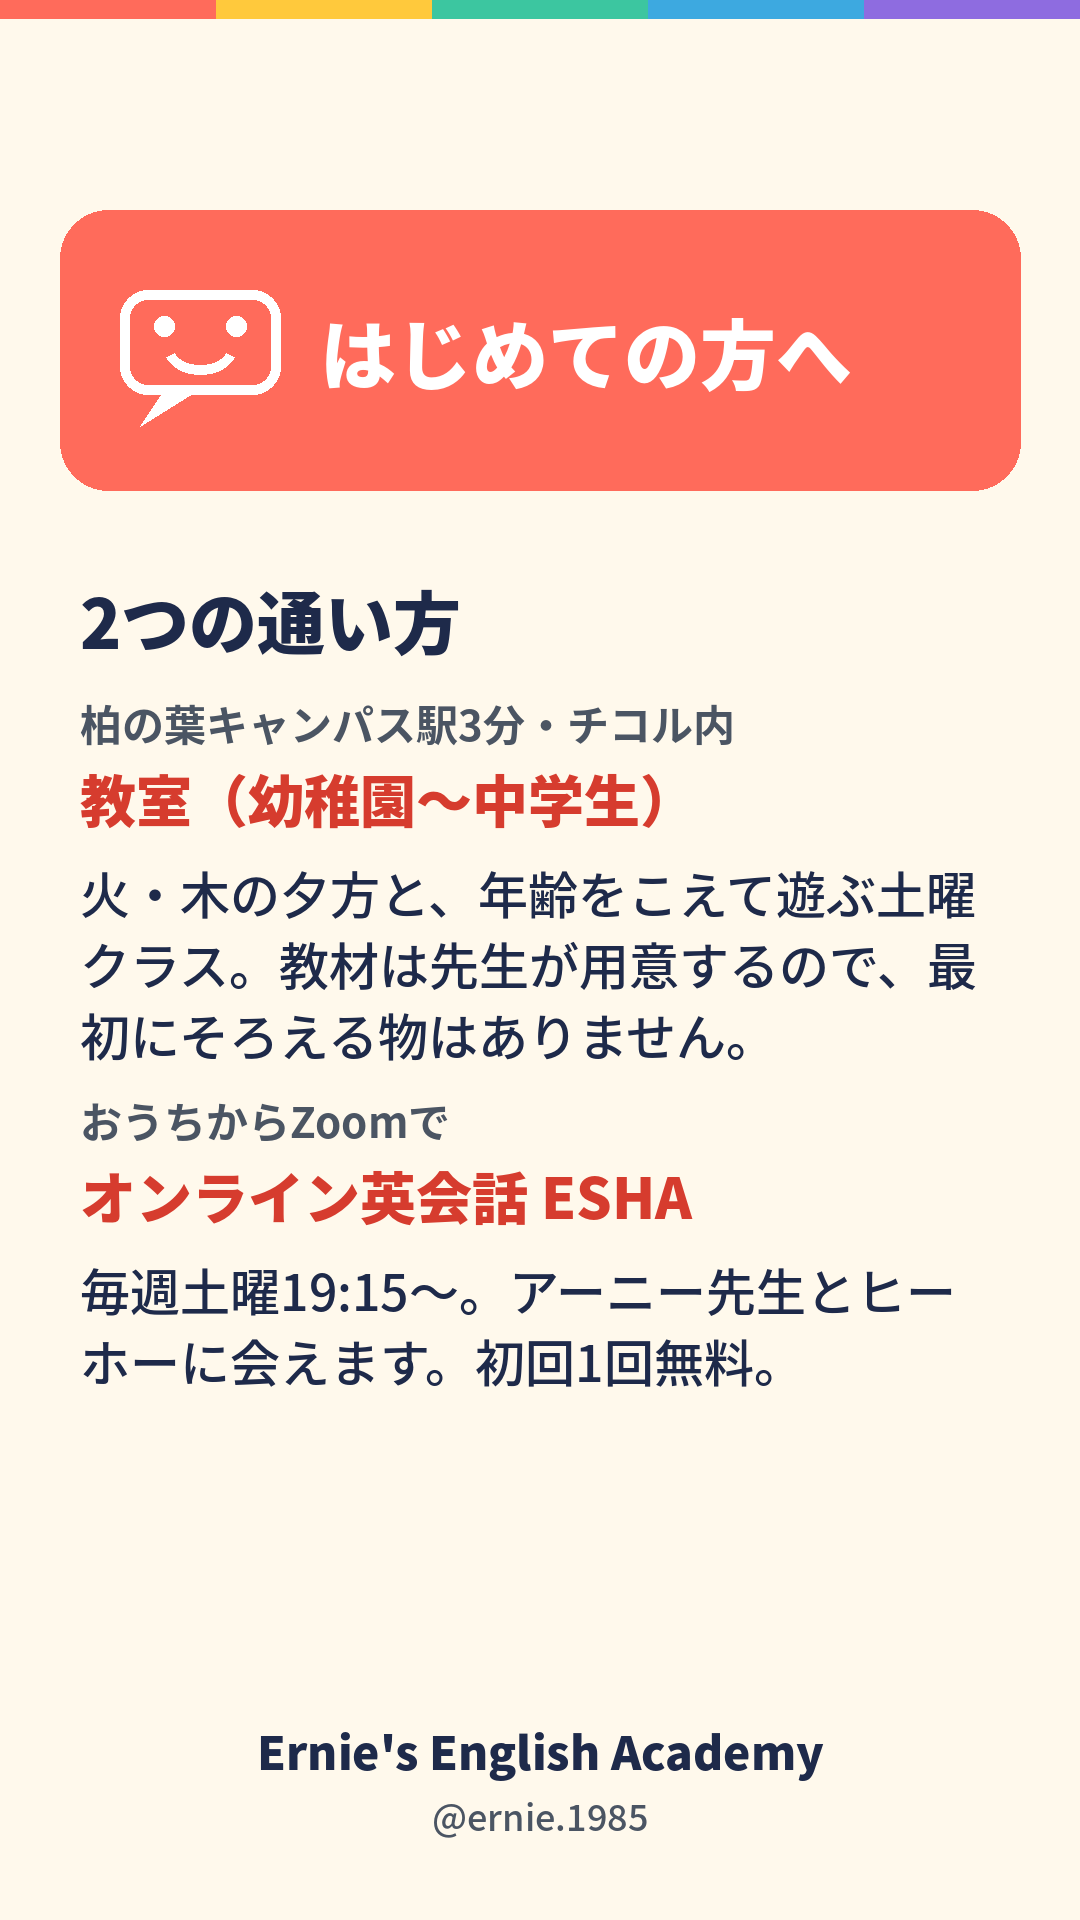 はじめての方へ
2つの通い方
柏の葉キャンパス駅3分・チコル内
教室（幼稚園〜中学生）
火・木の夕方と、年齢をこえて遊ぶ土曜
クラス。教材は先生が用意するので、最
初にそろえる物はありません。
おうちからZoomで
オンライン英会話 ESHA
毎週土曜19:15〜。アーニー先生とヒー
ホーに会えます。初回1回無料。
Ernie's English Academy
@ernie.1985